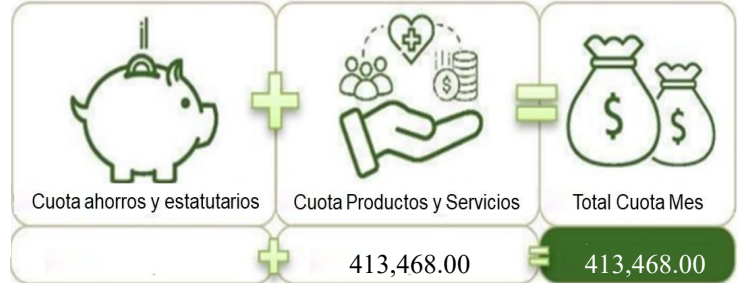 $
$ $
Cuota ahorros y estatutarios Cuota Productos y Servicios Total Cuota Mes
413,468.00 413,468.00